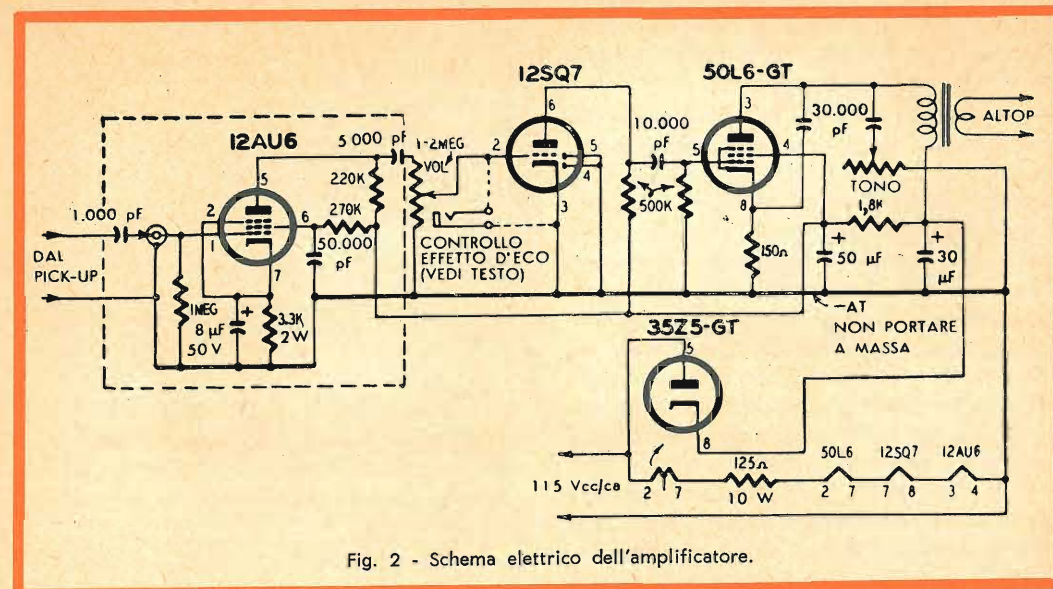 12SQ7
50L6-GT
12AU6
1.000 pF
DAL
PICK-UP
2
1
5
6
7
1MEG
8 µF
50 V
3.3K
2 W
220K
270K
50.000
pF
5 000 pF
1-2MEG
VOL
CONTROLLO
EFFETTO D'ECO
(VEDI TESTO)
6
2
5
4
3
10.000
pF
500K
3
5
4
8
150Ω
30.000
pF
TONO
1,8K
ALTOP
+
50 µF
+
30
µF
-AT
NON PORTARE
A MASSA
35Z5-GT
5
8
115 Vcc/ca
2 7
125Ω
10 W
50L6
2 7
12SQ7
7 8
12AU6
3 4
Fig. 2 - Schema elettrico dell'amplificatore.